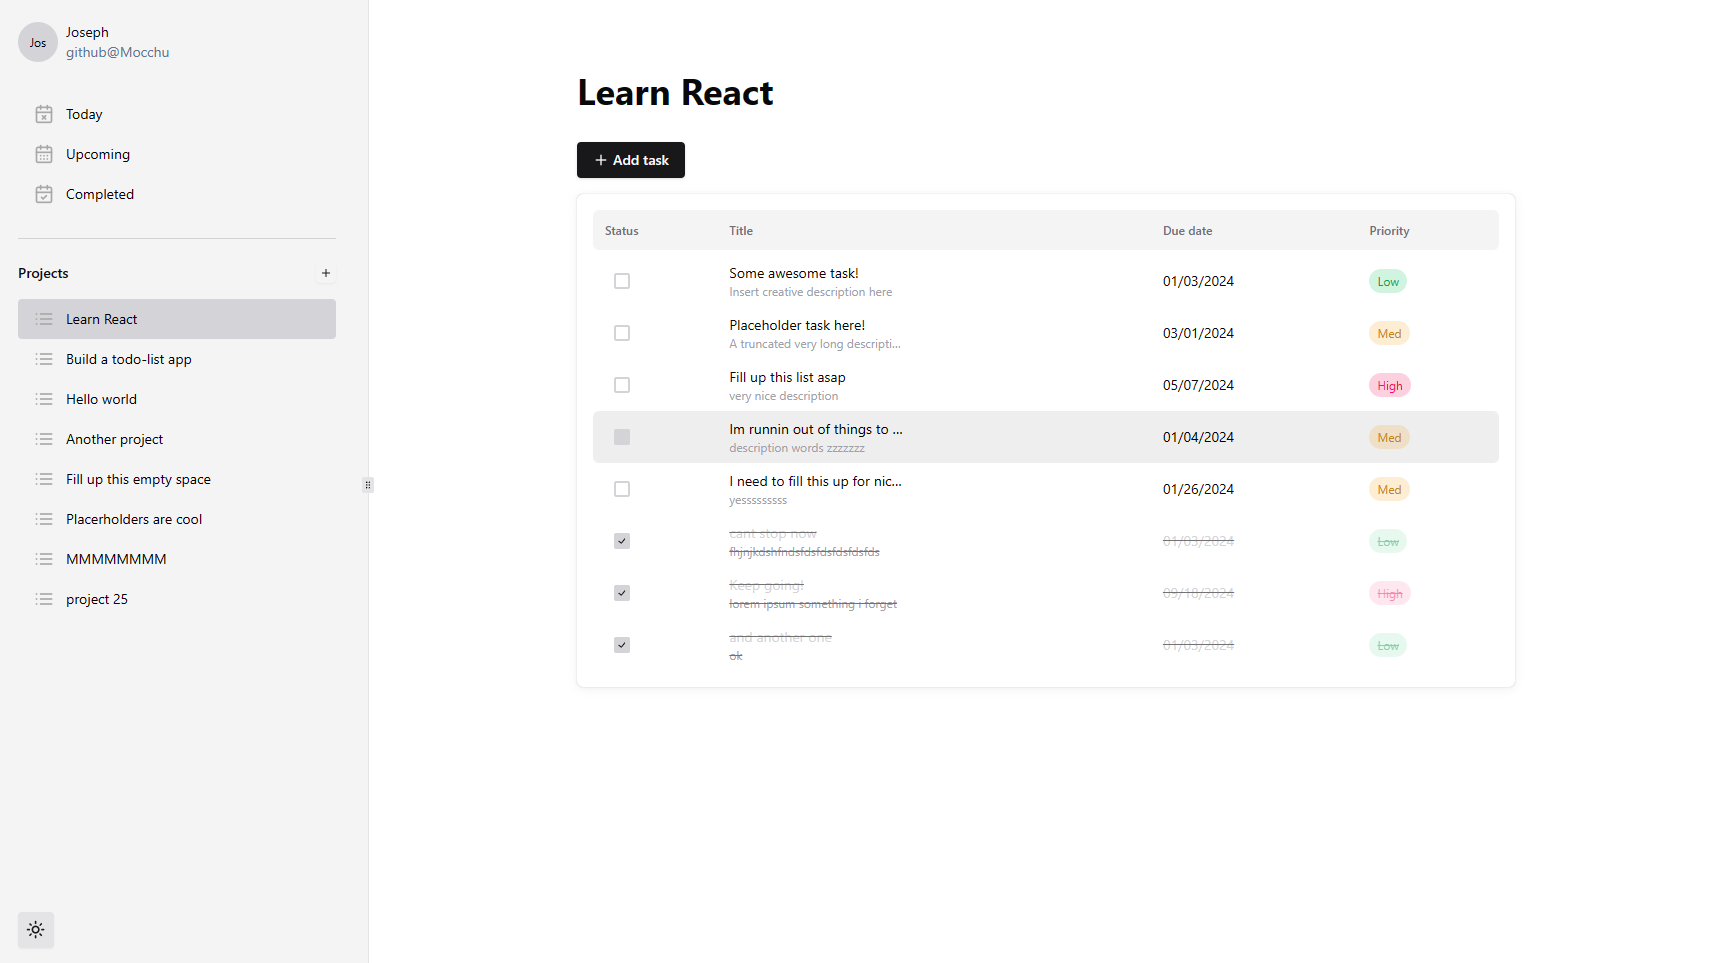 Jos
Joseph
github@Mocchu
Today
Upcoming
Completed
Projects
Learn React
Build a todo-list app
Hello world
Another project
Fill up this empty space
Placerholders are cool
MMMMMMMM
project 25
Learn React
Add task
Status Title Due date Priority
Some awesome task! 01/03/2024 Low
Insert creative description here
Placeholder task here! 03/01/2024 Med
A truncated very long descripti...
Fill up this list asap 05/07/2024 High
very nice description
Im runnin out of things to ... 01/04/2024 Med
description words zzzzzzz
I need to fill this up for nic... 01/26/2024 Med
yesssssssss
cant stop now 01/03/2024 Low
Keep going! 09/18/2024 High
lorem ipsum something i forget
and another one 01/03/2024 Low
ok